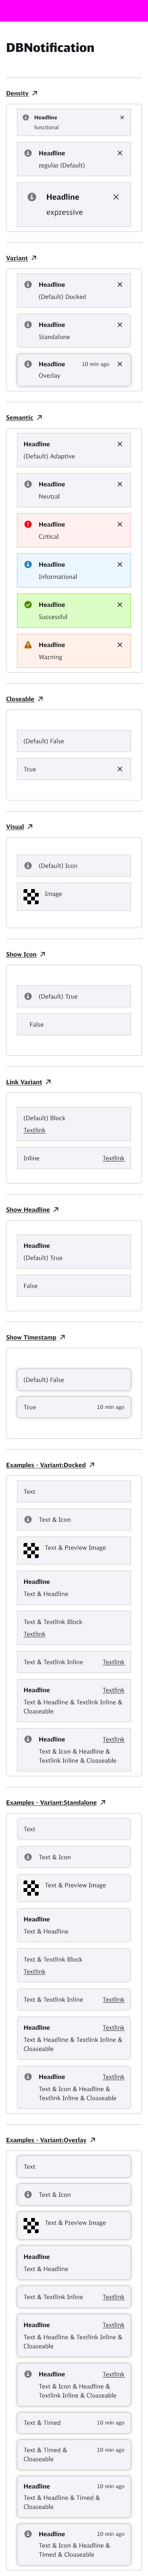 DBNotification
Density
Headline
functional
Headline
regular (Default)
Headline
expressive
Variant
Headline
(Default) Docked
Headline
Standalone
Headline 10 min ago
Overlay
Semantic
Headline
(Default) Adaptive
Headline
Neutral
Headline
Critical
Headline
Informational
Headline
Successful
Headline
Warning
Closeable
(Default) False
True
Visual
(Default) Icon
Image
Show Icon
(Default) True
False
Link Variant
(Default) Block
Textlink
Inline Textlink
Show Headline
Headline
(Default) True
False
Show Timestamp
(Default) False
True 10 min ago
Examples - Variant:Docked
Text
Text & Icon
Text & Preview Image
Headline
Text & Headline
Text & Textlink Block
Textlink
Text & Textlink Inline Textlink
Headline Textlink
Text & Headline & Textlink Inline &
Cloaseable
Headline Textlink
Text & Icon & Headline &
Textlink Inline & Cloaseable
Examples - Variant:Standalone
Text
Text & Icon
Text & Preview Image
Headline
Text & Headline
Text & Textlink Block
Textlink
Text & Textlink Inline Textlink
Headline Textlink
Text & Headline & Textlink Inline &
Cloaseable
Headline Textlink
Text & Icon & Headline &
Textlink Inline & Cloaseable
Examples - Variant:Overlay
Text
Text & Icon
Text & Preview Image
Headline
Text & Headline
Text & Textlink Inline Textlink
Headline Textlink
Text & Headline & Textlink Inline &
Cloaseable
Headline Textlink
Text & Icon & Headline &
Textlink Inline & Cloaseable
Text & Timed 10 min ago
Text & Timed & 10 min ago
Cloaseable
Headline 10 min ago
Text & Headline & Timed &
Cloaseable
Headline 10 min ago
Text & Icon & Headline &
Timed & Cloaseable